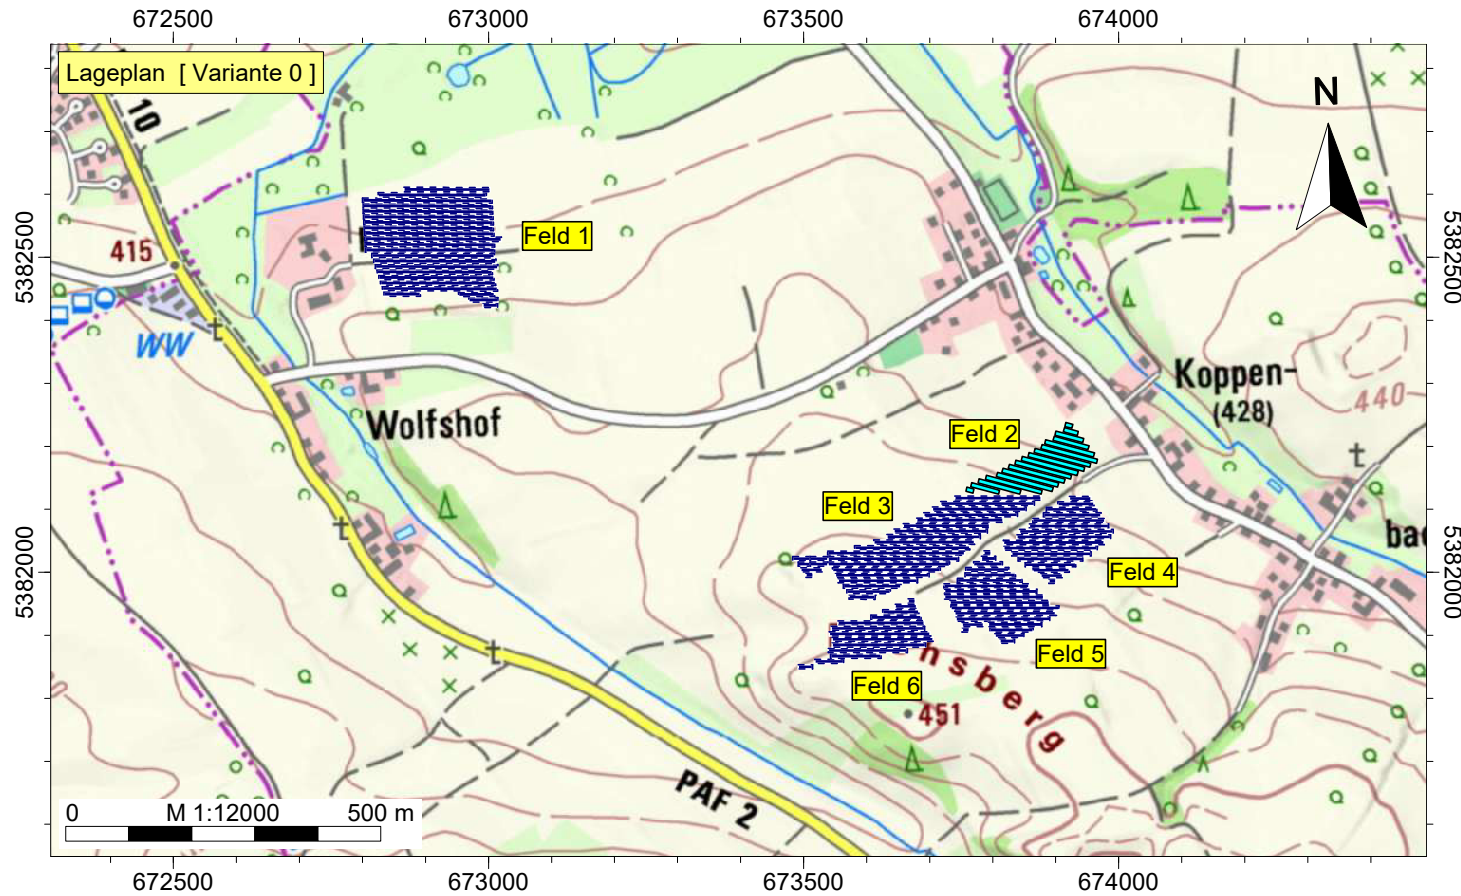 672500 673000 673500 674000
Lageplan [ Variante 0 ]
10
N
415
Feld 1
5382500
5382500
WW
Koppen-
(428)
440
Wolfshof
Feld 2
Feld 3
5382000
5382000
bac
Feld 4
Feld 5
Feld 6
nsberg
451
PAF 2
0 M 1:12000 500 m
672500 673000 673500 674000